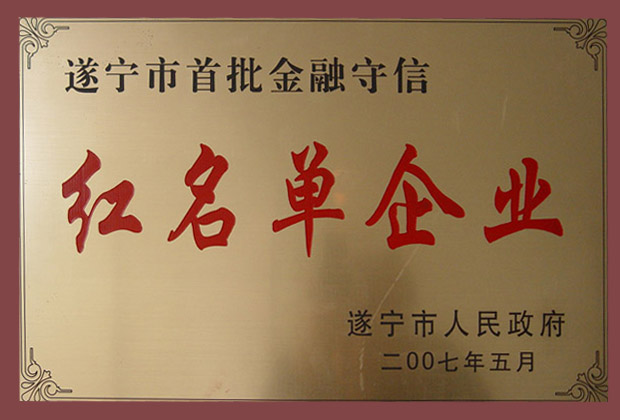 遂宁市首批金融守信
红名单企业
遂宁市人民政府
二00七年五月